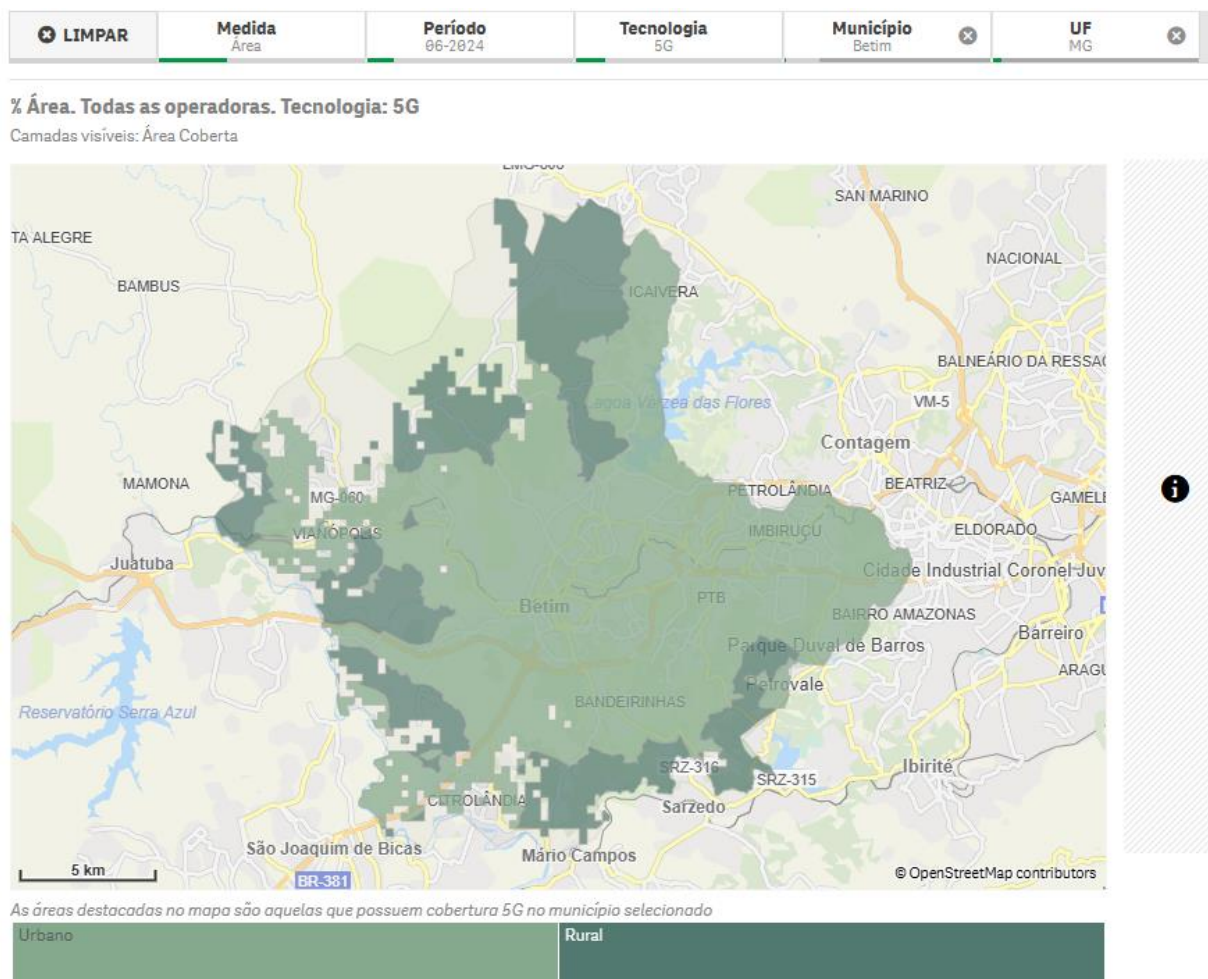 LIMPAR
Medida
Área
Período
06-2024
Tecnologia
5G
Município
Betim
UF
MG
% Área. Todas as operadoras. Tecnologia: 5G
Camadas visíveis: Área Coberta
SAN MARINO
TA ALEGRE
NACIONAL
BAMBUS
ICAIVERA
BALNEÁRIO DA RESSA
VM-5
agoa Várzea das Flores
Contagem
MAMONA
MG-060
PETROLÂNDIA
BEATRIZ
GAMELE
VIANÓPOLIS
IMBIRUÇU
ELDORADO
Juatuba
Cidade Industrial Coronel Juv
Betim
PTB
BAIRRO AMAZONAS
Barreiro
Parque Duval de Barros
ARAGU
Petrovale
BANDEIRINHAS
Reservatório Serra Azul
SRZ-316
SRZ-315
Ibirité
CITROLÂNDIA
Sarzedo
São Joaquim de Bicas
Mário Campos
5 km
BR-381
© OpenStreetMap contributors
As áreas destacadas no mapa são aquelas que possuem cobertura 5G no município selecionado
Urbano
Rural